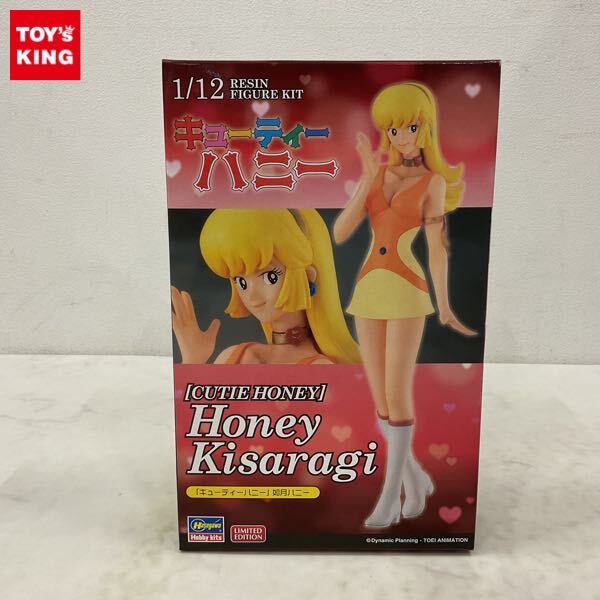 TOY's
KING
1/12 RESIN
FIGURE KIT
キューティー
ハニー
[CUTIE HONEY]
Honey
Kisaragi
「キューティーハニー」如月ハニー
Hasegawa
Hobby kits
LIMITED
EDITION
©Dynamic Planning・TOEI ANIMATION